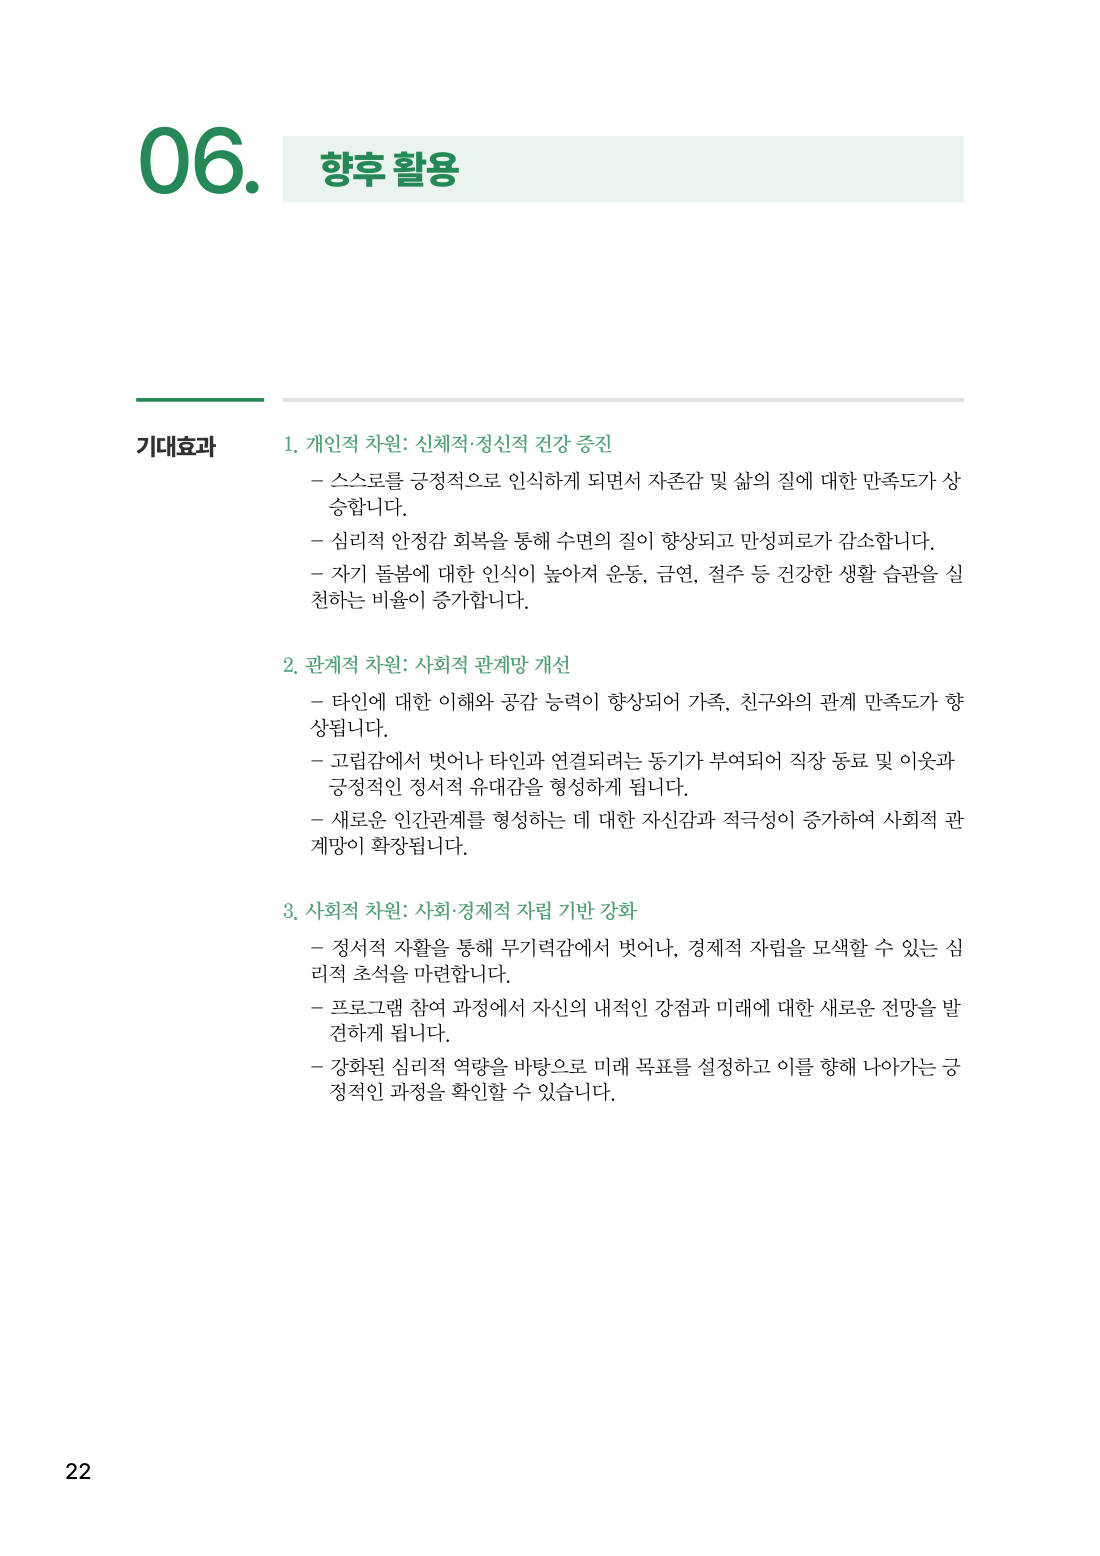 06.
향후 활용
기대효과
1. 개인적 차원: 신체적·정신적 건강 증진
– 스스로를 긍정적으로 인식하게 되면서 자존감 및 삶의 질에 대한 만족도가 상
승합니다.
– 심리적 안정감 회복을 통해 수면의 질이 향상되고 만성피로가 감소합니다.
– 자기 돌봄에 대한 인식이 높아져 운동, 금연, 절주 등 건강한 생활 습관을 실
천하는 비율이 증가합니다.
2. 관계적 차원: 사회적 관계망 개선
– 타인에 대한 이해와 공감 능력이 향상되어 가족, 친구와의 관계 만족도가 향
상됩니다.
– 고립감에서 벗어나 타인과 연결되려는 동기가 부여되어 직장 동료 및 이웃과
긍정적인 정서적 유대감을 형성하게 됩니다.
– 새로운 인간관계를 형성하는 데 대한 자신감과 적극성이 증가하여 사회적 관
계망이 확장됩니다.
3. 사회적 차원: 사회·경제적 자립 기반 강화
– 정서적 자활을 통해 무기력감에서 벗어나, 경제적 자립을 모색할 수 있는 심
리적 초석을 마련합니다.
– 프로그램 참여 과정에서 자신의 내적인 강점과 미래에 대한 새로운 전망을 발
견하게 됩니다.
– 강화된 심리적 역량을 바탕으로 미래 목표를 설정하고 이를 향해 나아가는 긍
정적인 과정을 확인할 수 있습니다.
22